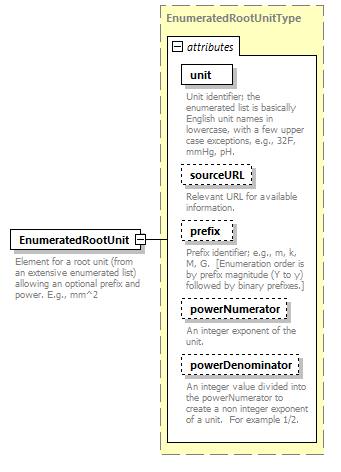 EnumeratedRootUnitType
attributes
unit
Unit identifier; the
enumerated list is basically
English unit names in
lowercase, with a few upper
case exceptions, e.g., 32F,
mmHg, pH.
sourceURL
Relevant URL for available
information.
prefix
Prefix identifier; e.g., m, k,
M, G.  [Enumeration order is
by prefix magnitude (Y to y)
followed by binary prefixes.]
powerNumerator
An integer exponent of the
unit.
powerDenominator
An integer value divided into
the powerNumerator to
create a non integer exponent
of a unit.  For example 1/2.
EnumeratedRootUnit
Element for a root unit (from
an extensive enumerated list)
allowing an optional prefix and
power. E.g., mm^2